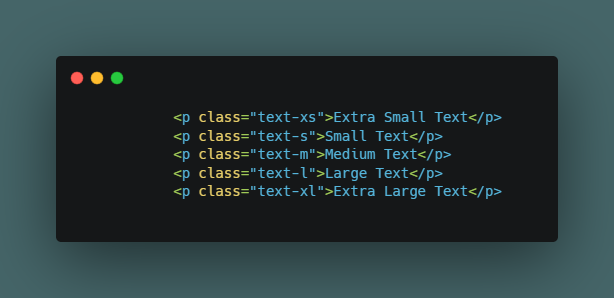 <p class="text-xs">Extra Small Text</p>
<p class="text-s">Small Text</p>
<p class="text-m">Medium Text</p>
<p class="text-l">Large Text</p>
<p class="text-xl">Extra Large Text</p>